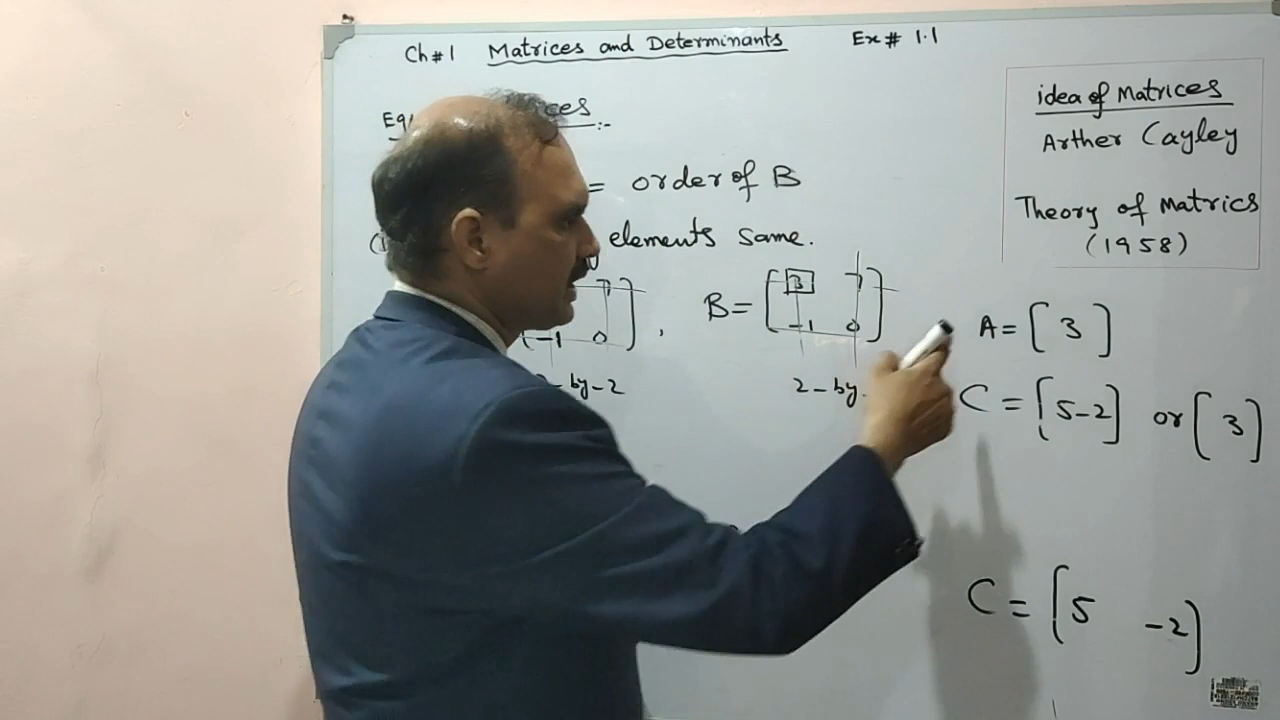 Ch#1 Matrices and Determinants Ex# 1.1
= order of B
elements same.
B= [3 7
-1 0]
-1 0] ,
by-2
2-by
idea of Matrices
Arther Cayley
Theory of Matrics
(1958)
A= [ 3 ]
C = [5-2] or [ 3 ]
C = [5 -2]